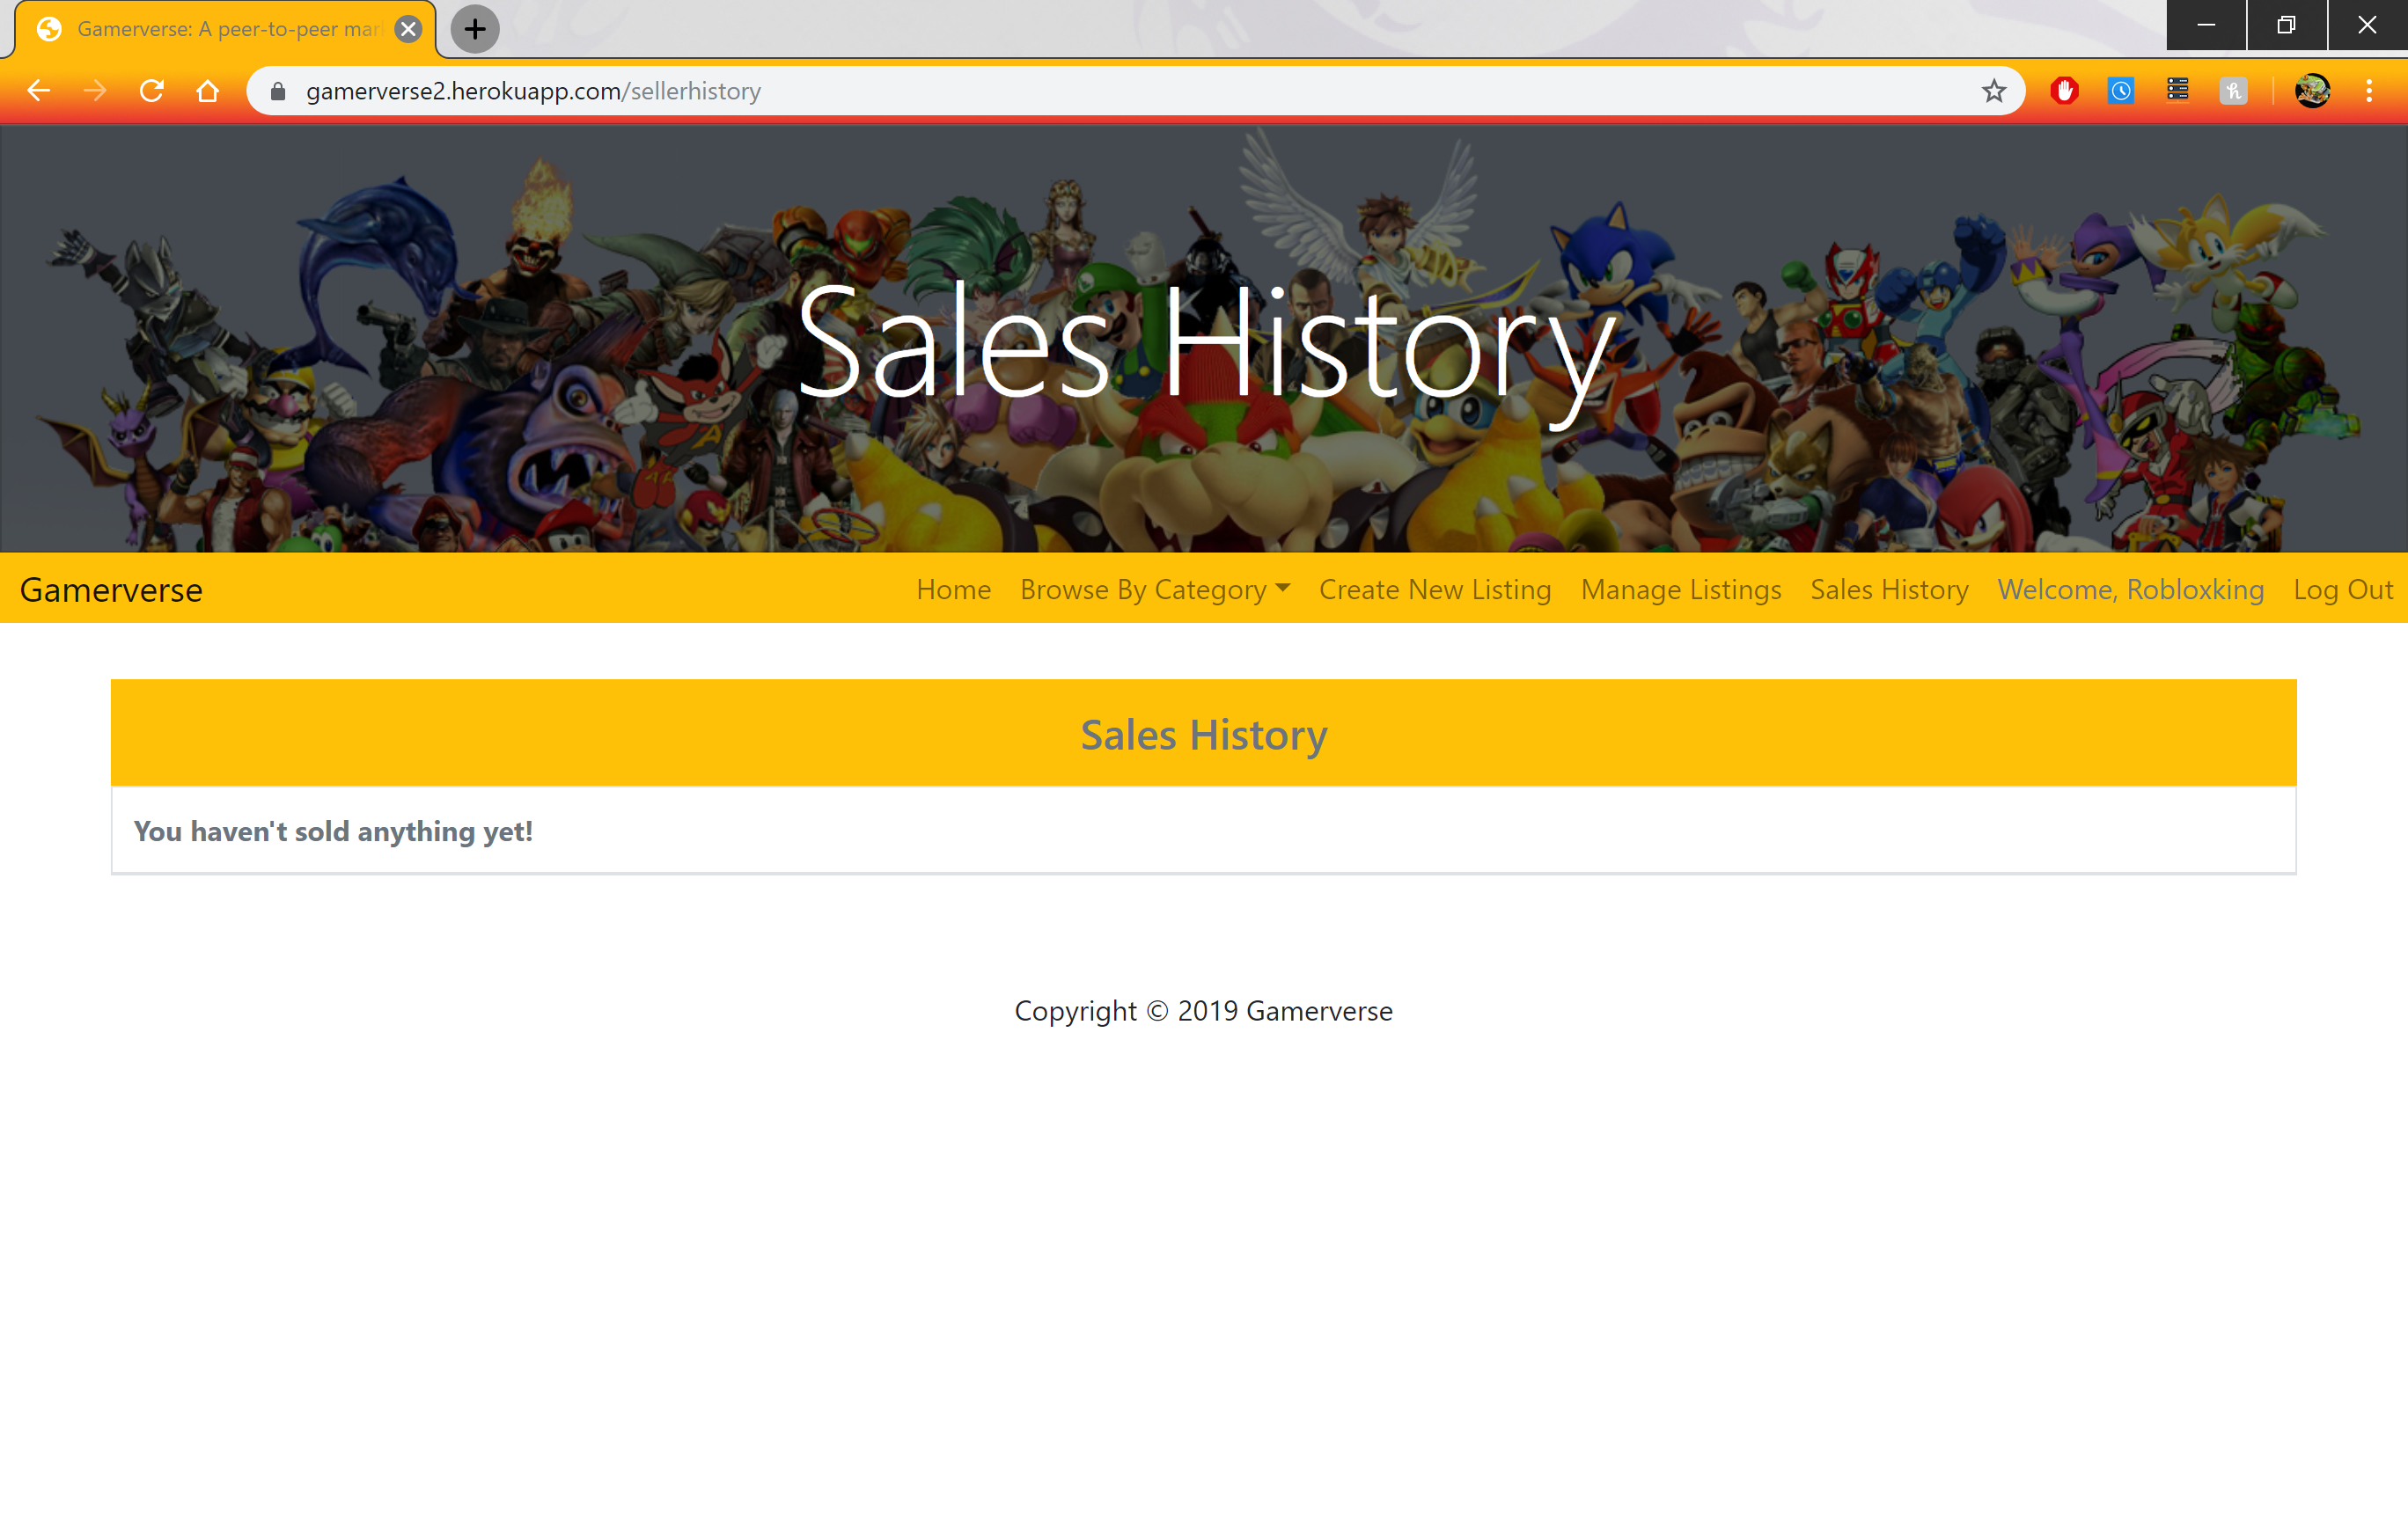 Gamerverse: A peer-to-peer mar
gamerverse2.herokuapp.com/sellerhistory
Sales History
Gamerverse
Home Browse By Category Create New Listing Manage Listings Sales History Welcome, Robloxking Log Out
Sales History
You haven't sold anything yet!
Copyright © 2019 Gamerverse